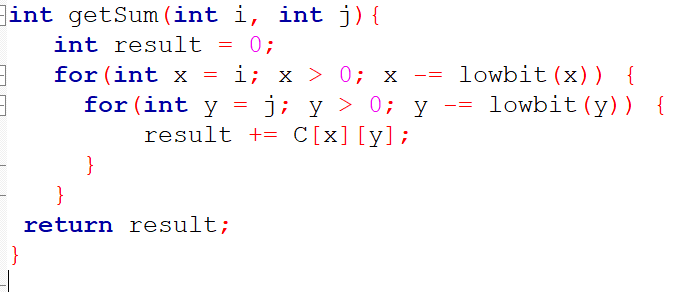 int getSum(int i, int j){
   int result = 0;
   for(int x = i; x > 0; x -= lowbit(x)) {
     for(int y = j; y > 0; y -= lowbit(y)) {
         result += C[x][y];
     }
   }
 return result;
}